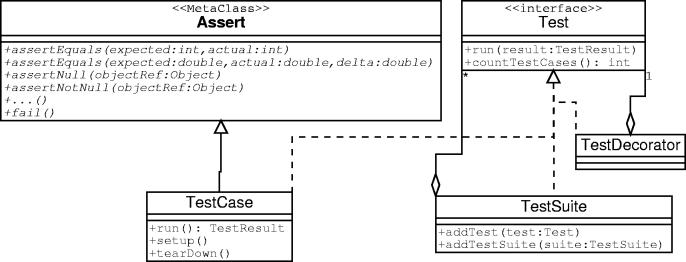 <<MetaClass>>
Assert
+assertEquals(expected:int,actual:int)
+assertEquals(expected:double,actual:double,delta:double)
+assertNull(objectRef:Object)
+assertNotNull(objectRef:Object)
+...()
+fail()
<<interface>>
Test
+run(result:TestResult)
+countTestCases(): int
*
1
TestDecorator
TestCase
+run(): TestResult
+setup()
+tearDown()
TestSuite
+addTest(test:Test)
+addTestSuite(suite:TestSuite)